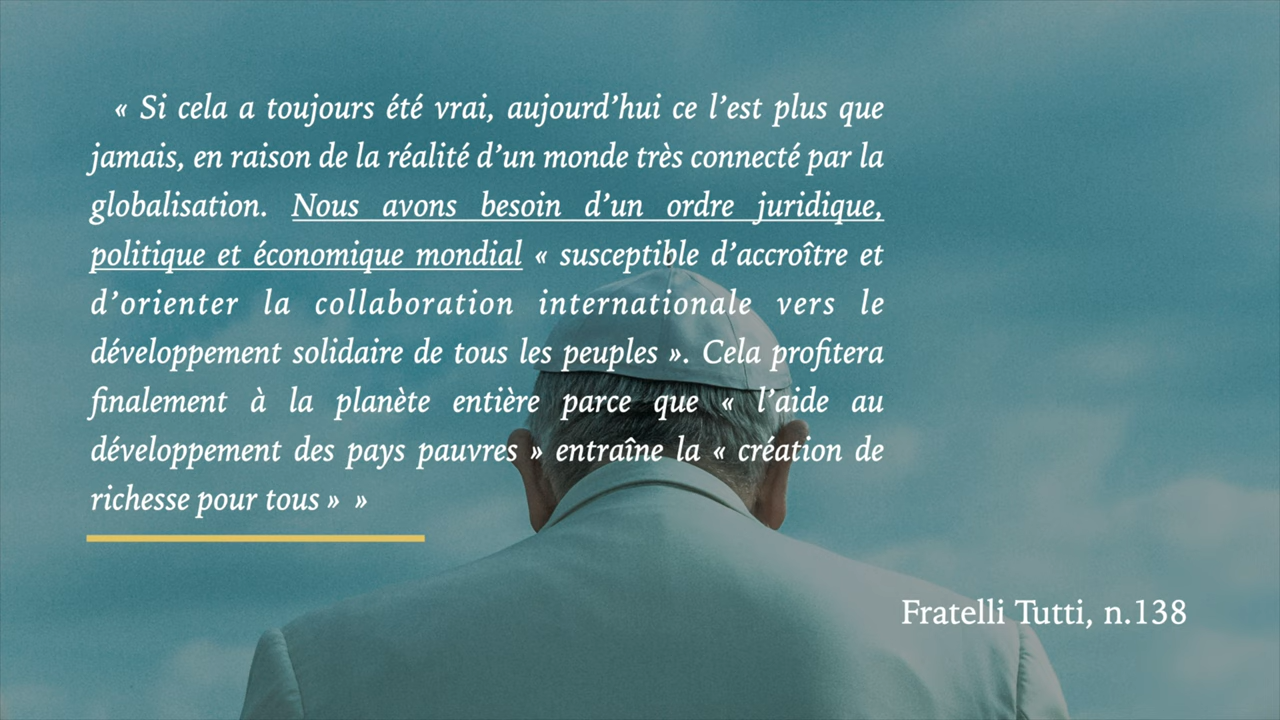 « Si cela a toujours été vrai, aujourd’hui ce l’est plus que
jamais, en raison de la réalité d’un monde très connecté par la
globalisation. Nous avons besoin d’un ordre juridique,
politique et économique mondial « susceptible d’accroître et
d’orienter la collaboration internationale vers le
développement solidaire de tous les peuples ». Cela profitera
finalement à la planète entière parce que « l’aide au
développement des pays pauvres » entraîne la « création de
richesse pour tous » »
Fratelli Tutti, n.138